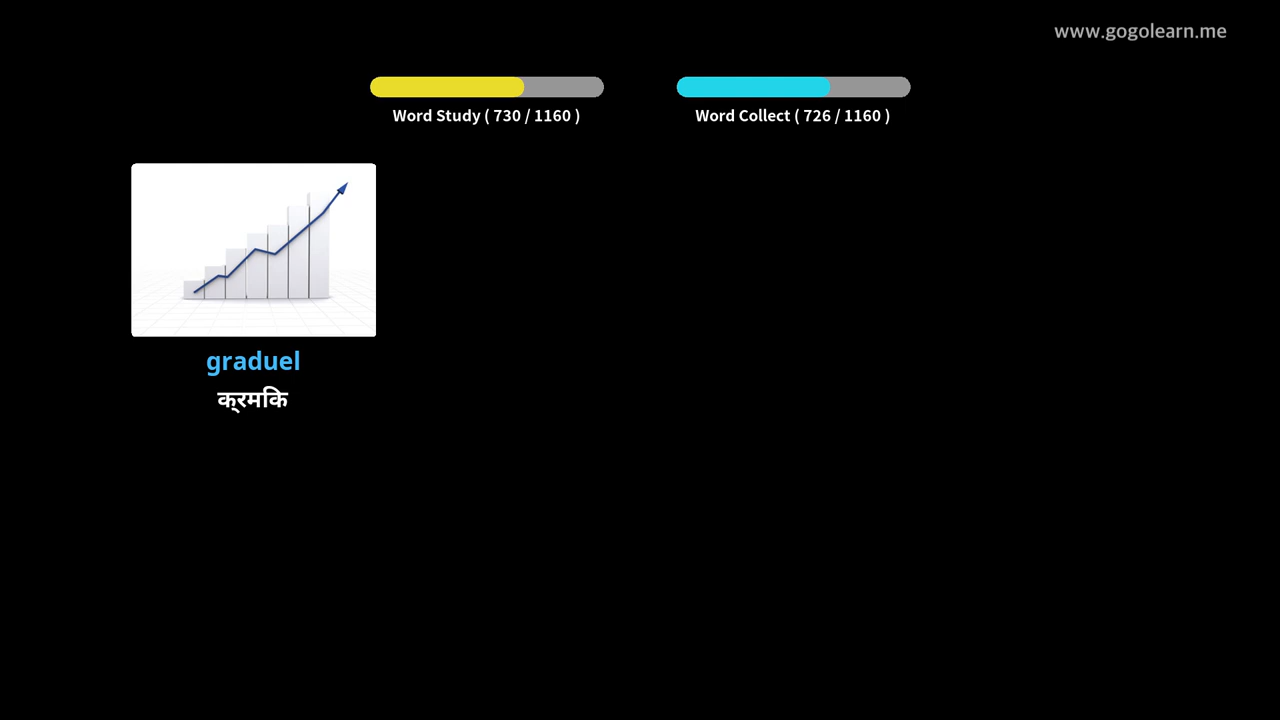 www.gogolearn.me
Word Study ( 730 / 1160 )
Word Collect ( 726 / 1160 )
graduel
क्रमकि